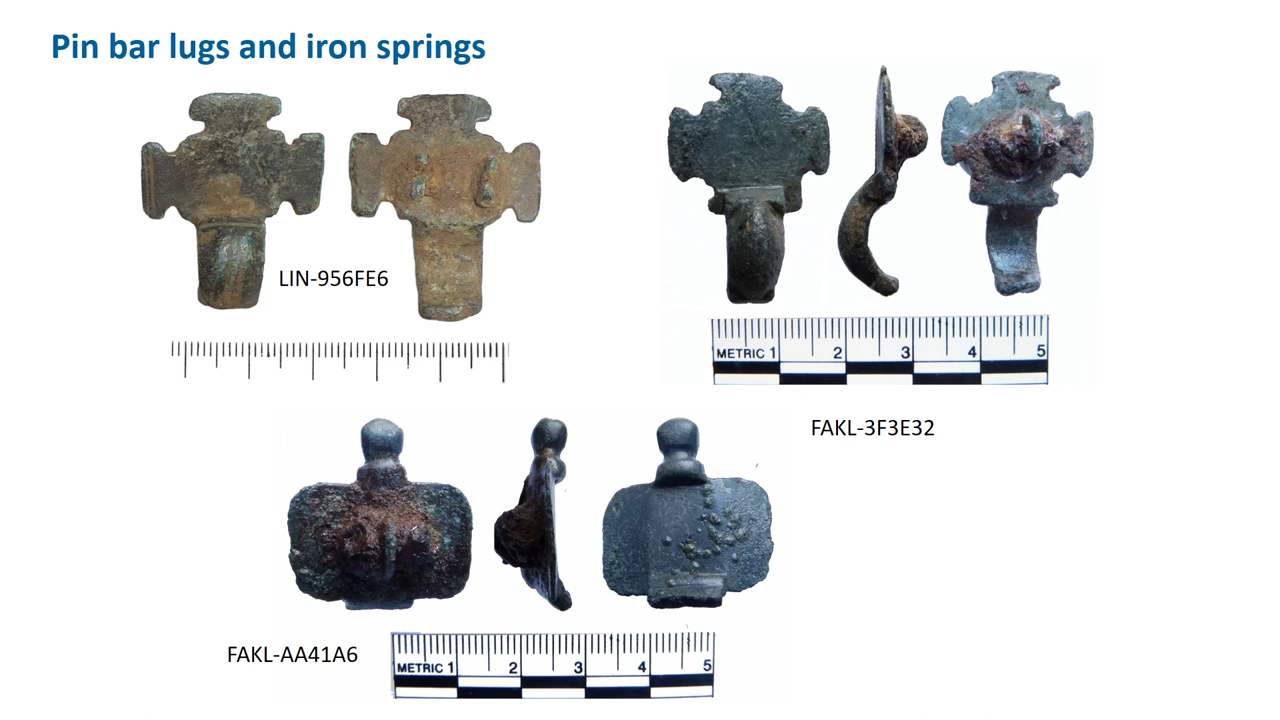 Pin bar lugs and iron springs
LIN-956FE6
METRIC 1 2 3 4 5
FAKL-3F3E32
FAKL-AA41A6
METRIC 1 2 3 4 5